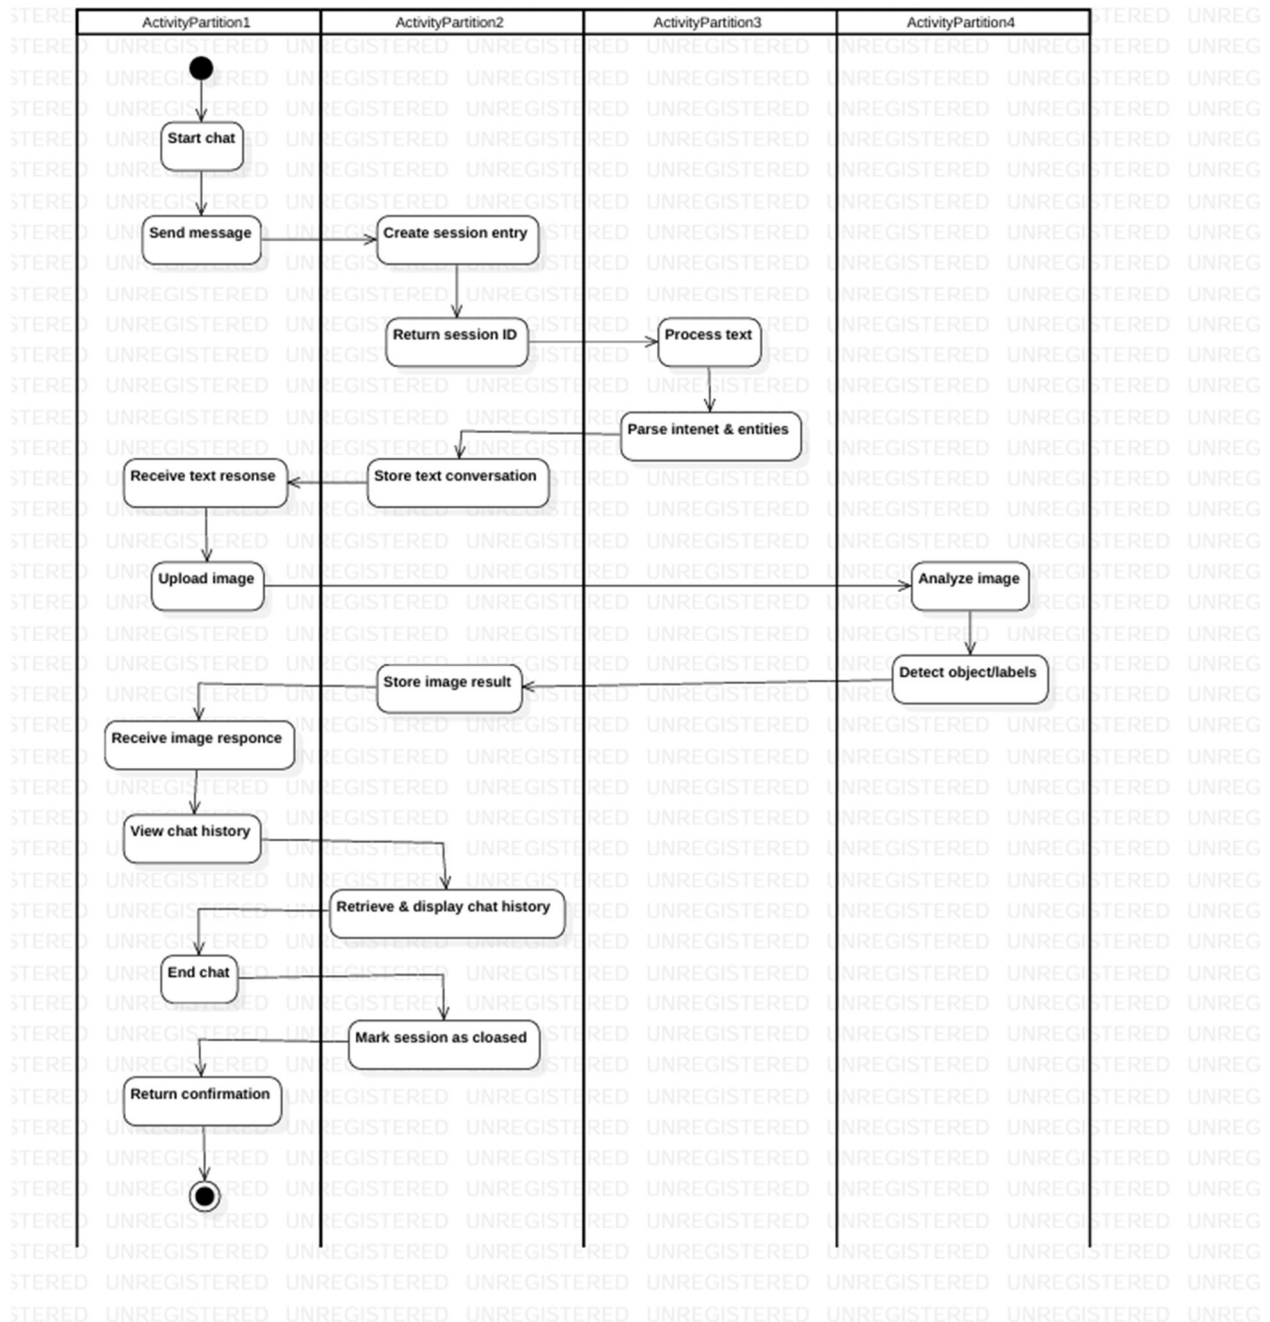 ActivityPartition1 ActivityPartition2 ActivityPartition3 ActivityPartition4
Start chat
Send message Create session entry
Return session ID Process text
Parse intenet & entities
Receive text resonse Store text conversation
Upload image Analyze image
Store image result Detect object/labels
Receive image responce
View chat history
Retrieve & display chat history
End chat
Mark session as cloased
Return confirmation
UNREGISTERED